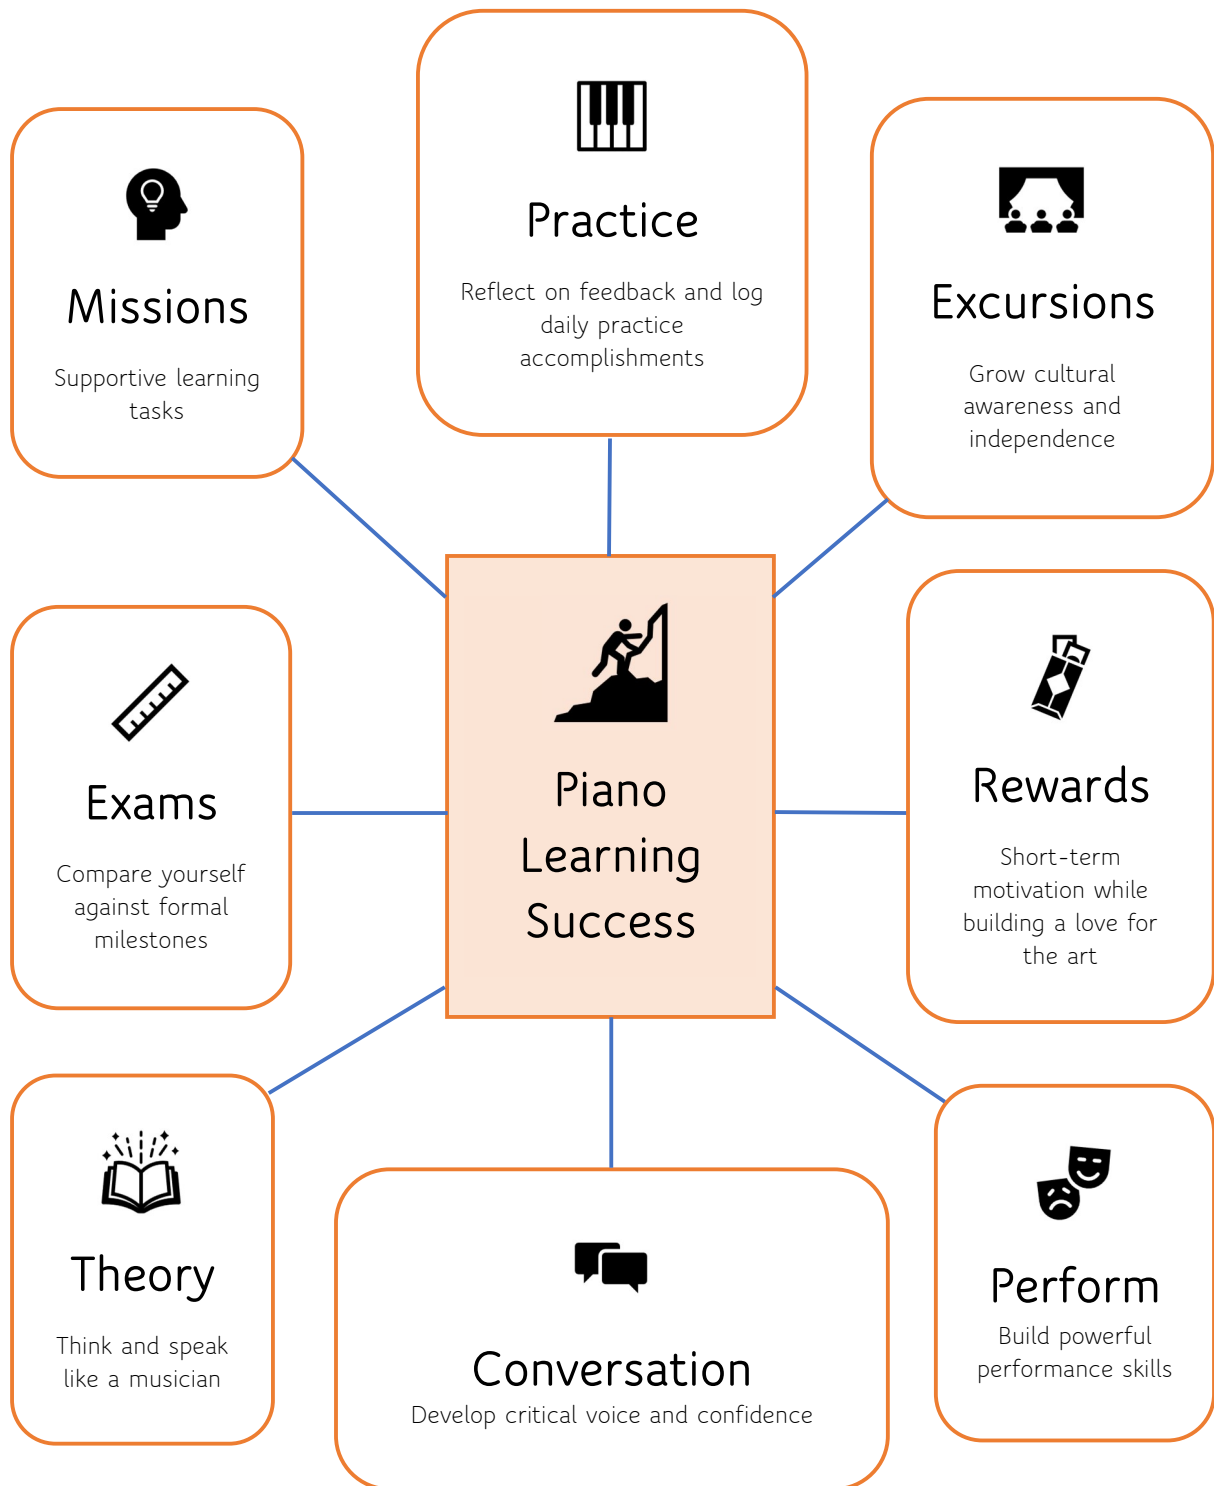 Practice
Reflect on feedback and log
daily practice
accomplishments
Missions
Supportive learning
tasks
Excursions
Grow cultural
awareness and
independence
Piano
Learning
Success
Exams
Compare yourself
against formal
milestones
Rewards
Short-term
motivation while
building a love for
the art
Theory
Think and speak
like a musician
Conversation
Develop critical voice and confidence
Perform
Build powerful
performance skills